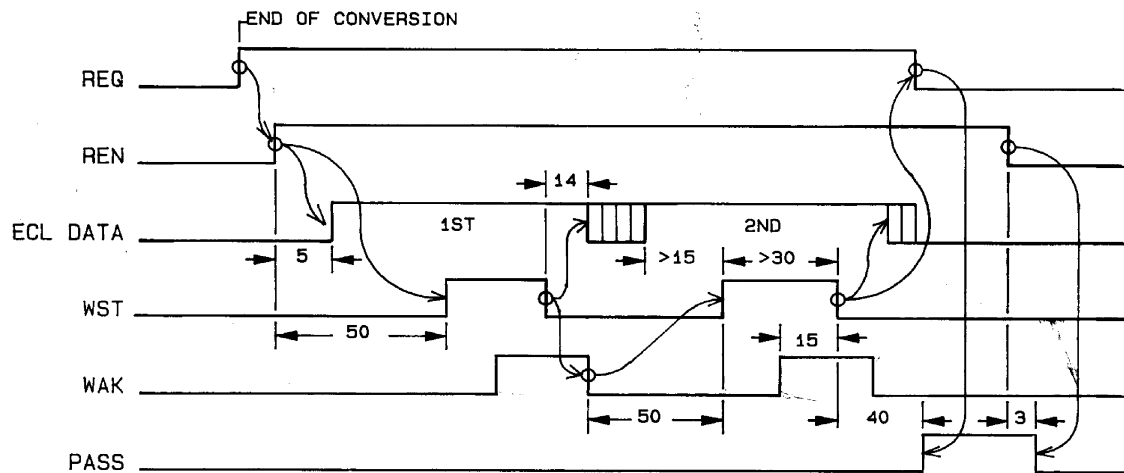 END OF CONVERSION
REQ
REN
14
ECL DATA
1ST
2ND
5
>15
>30
WST
50
15
WAK
50
40
3
PASS